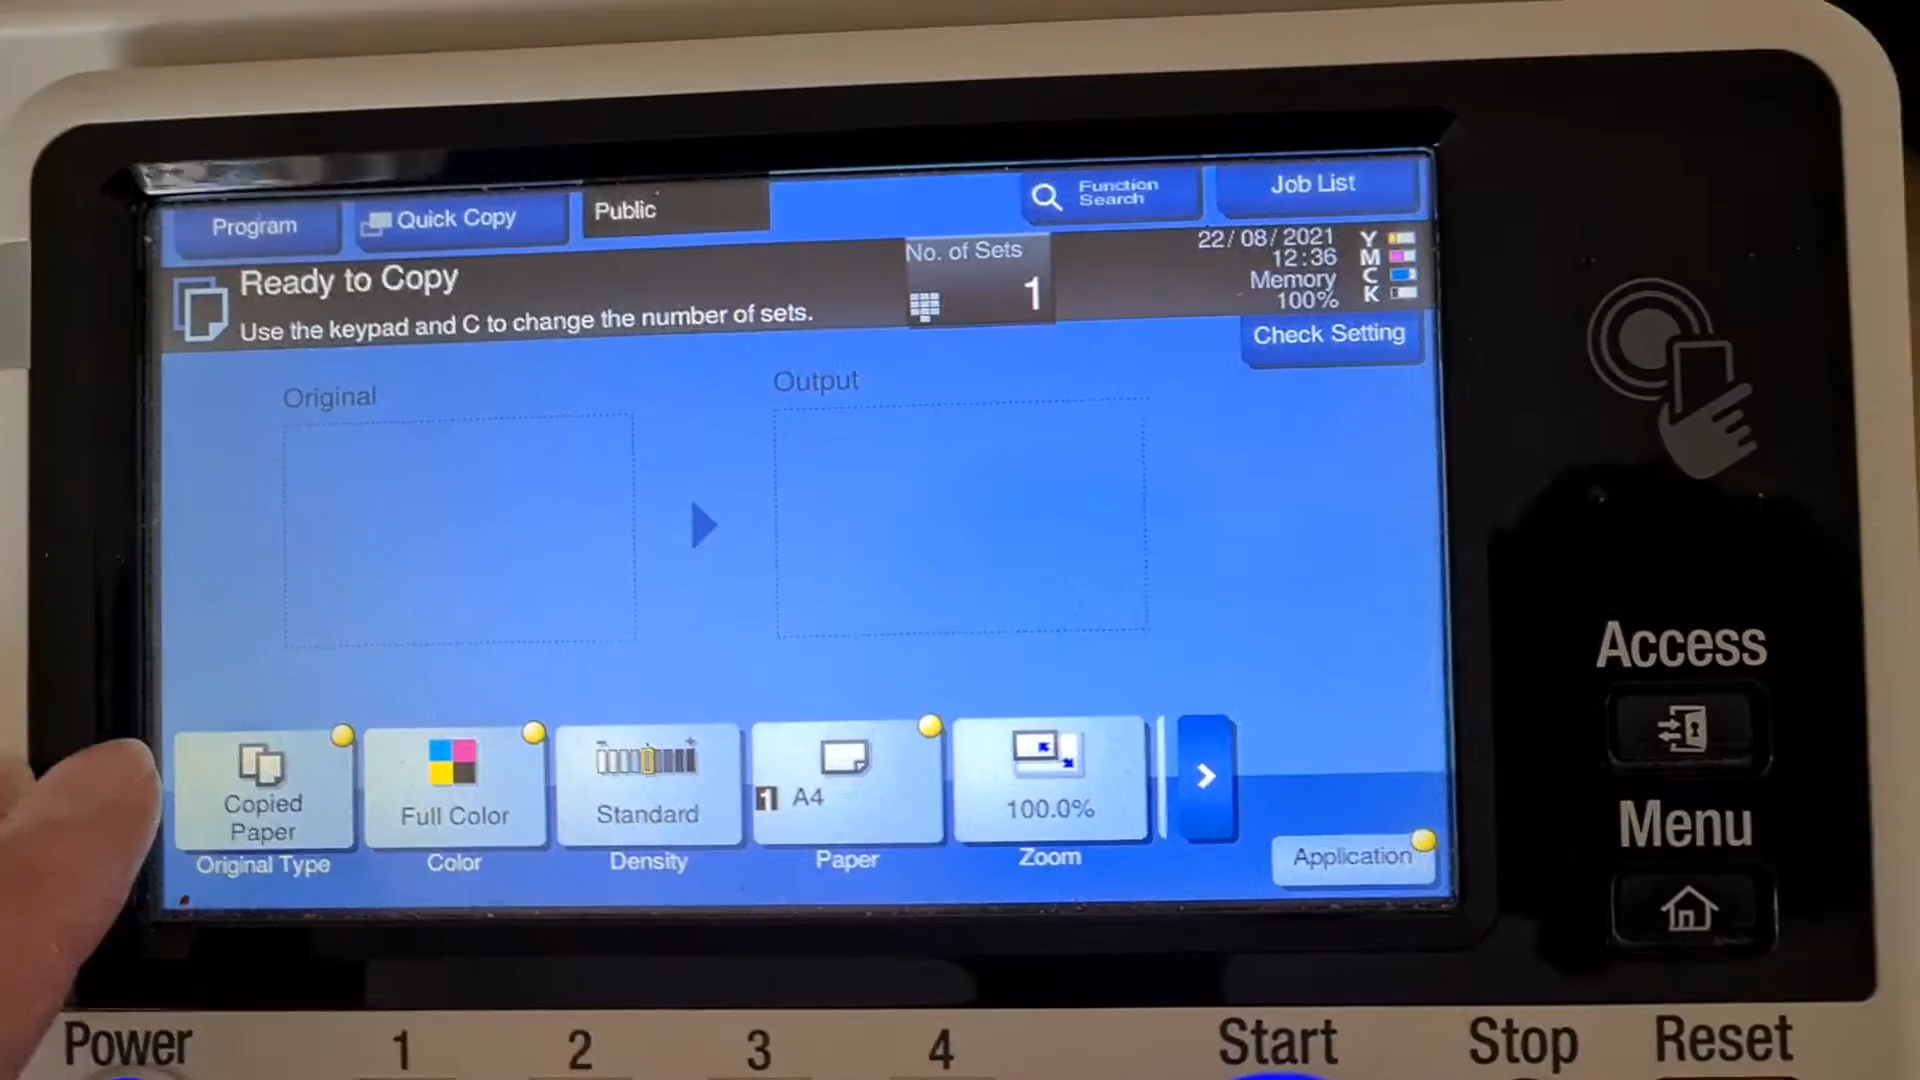 Program
Quick Copy
Public
Function
Search
Job List
Ready to Copy
Use the keypad and C to change the number of sets.
No. of Sets
1
22/08/2021
12:36
Memory
100%
Y
M
C
K
Check Setting
Original
Output
Copied
Paper
Original Type
Full Color
Color
Standard
Density
1 A4
Paper
100.0%
Zoom
Application
Access
Menu
Power
1
2
3
4
Start
Stop
Reset